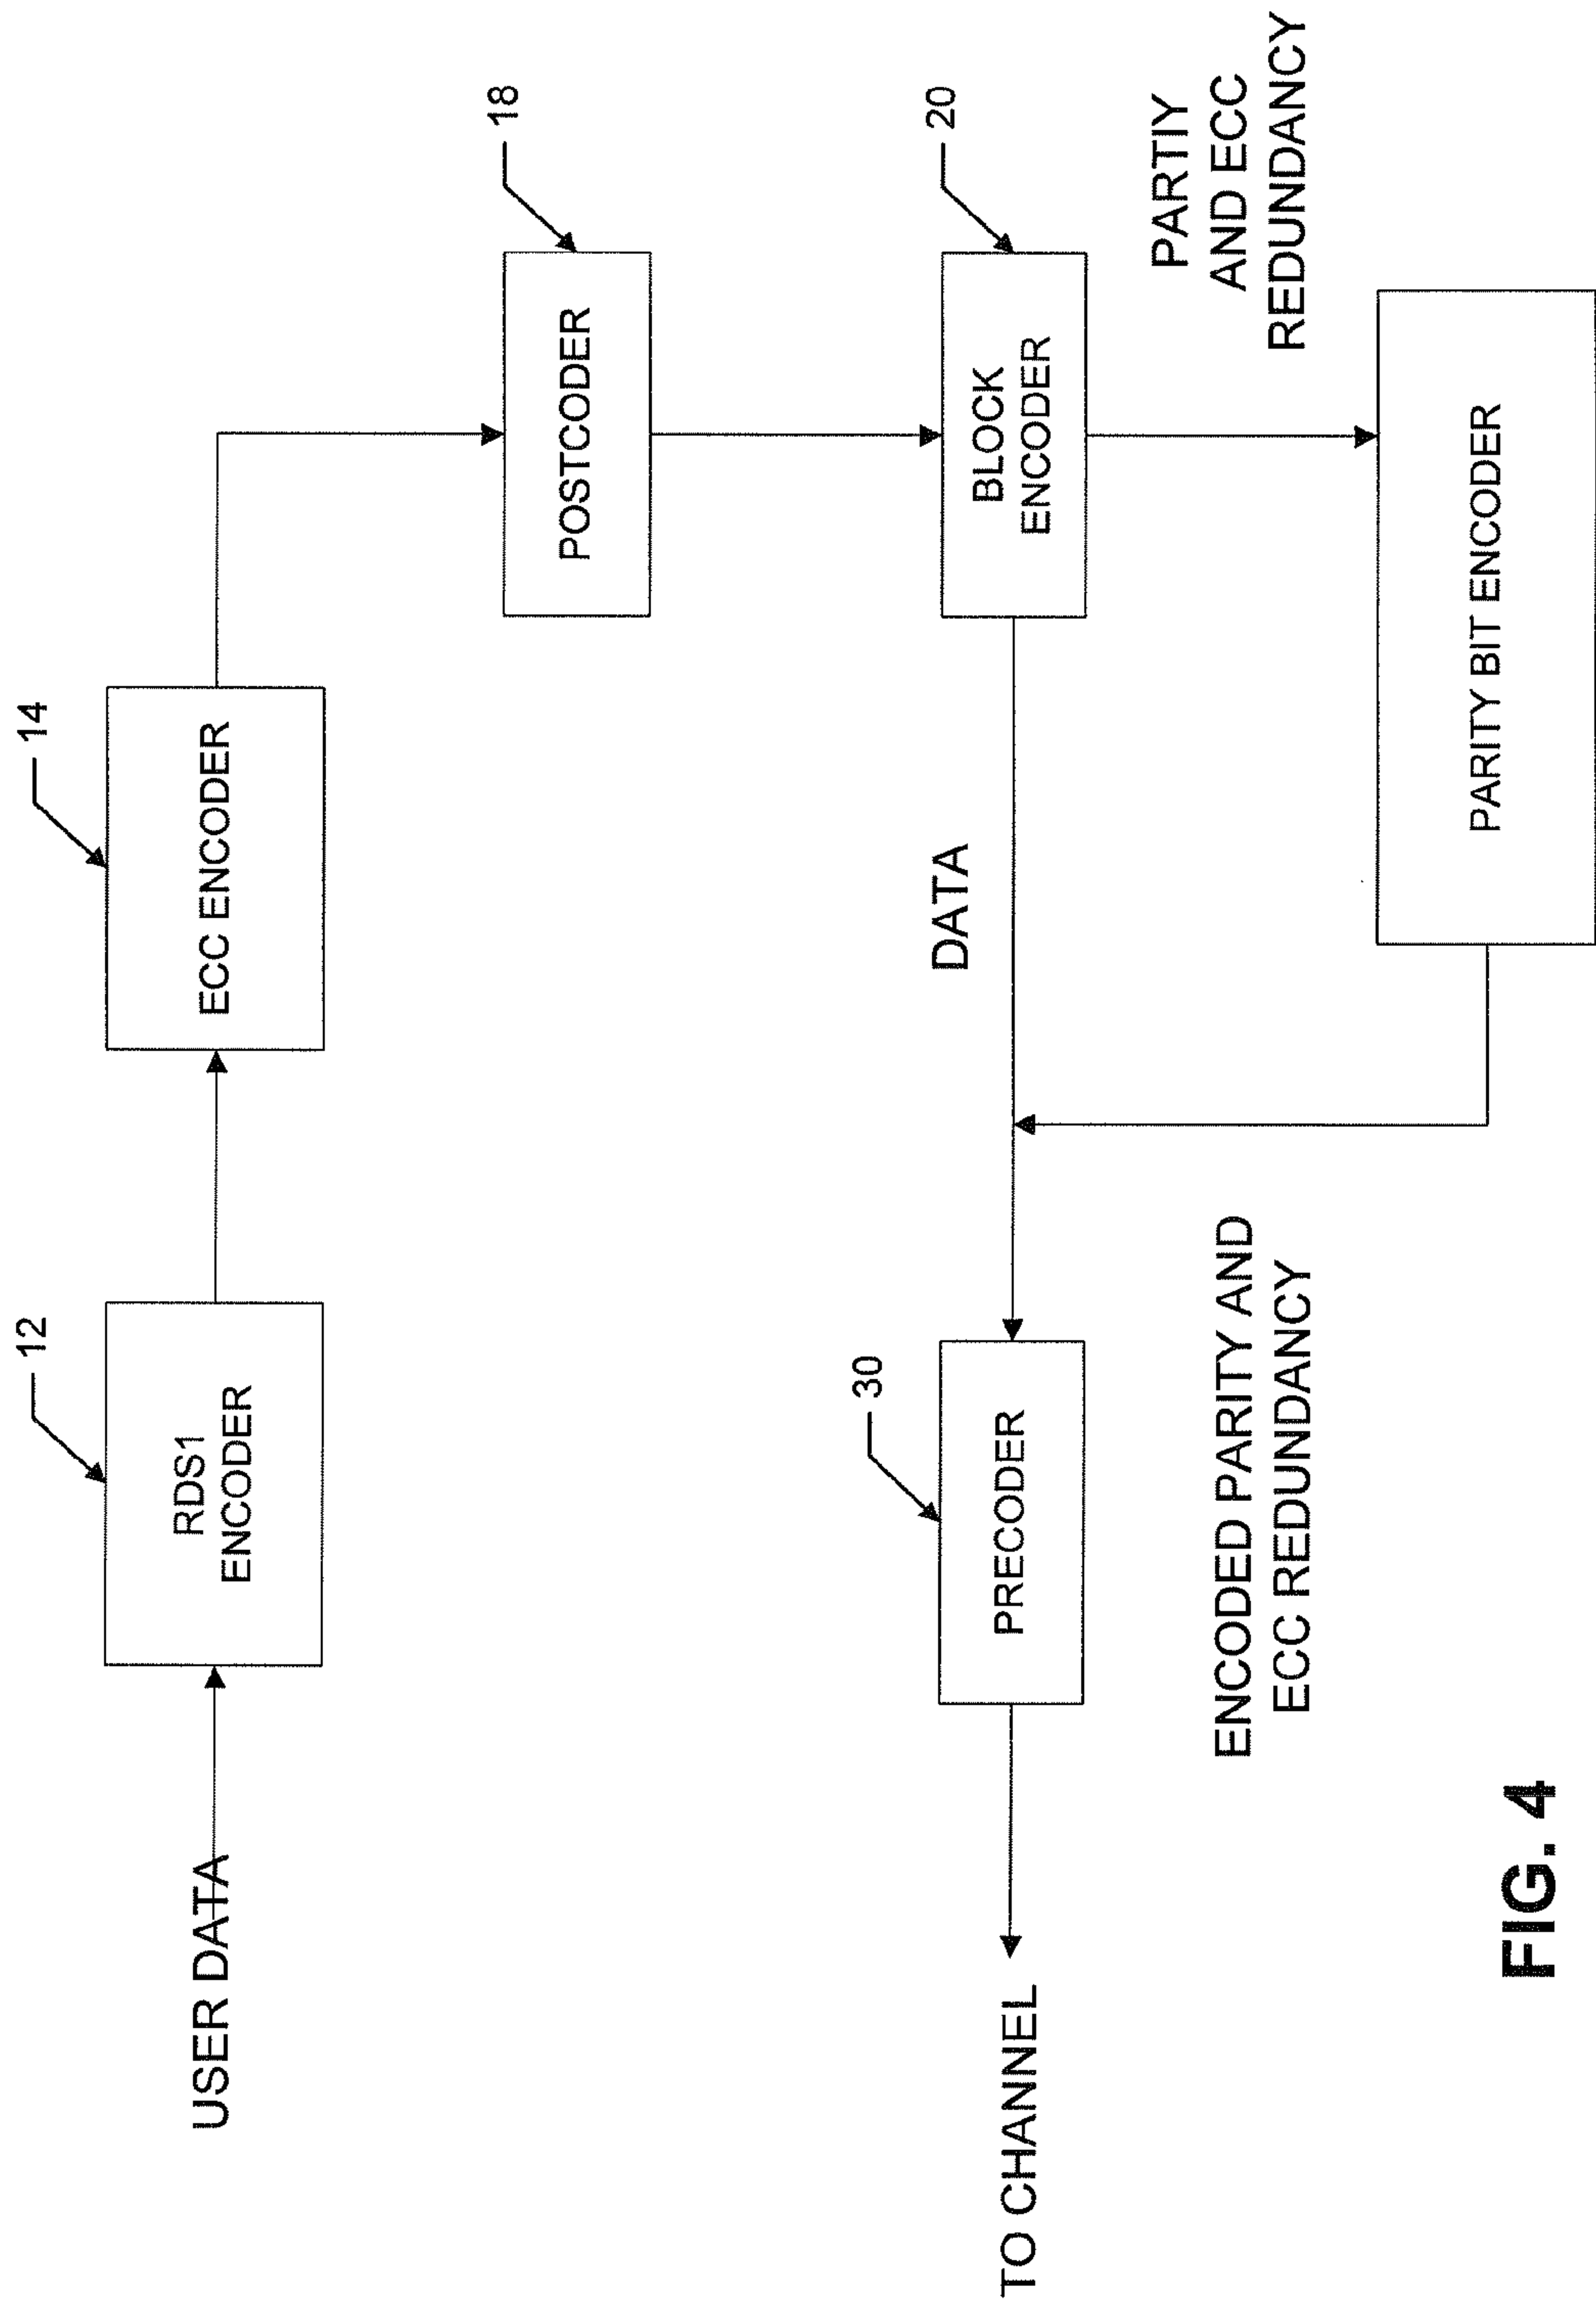 USER DATA
12
RDS1
ENCODER
14
ECC ENCODER
18
POSTCODER
20
BLOCK
ENCODER
PARTIY
AND ECC
REDUNDANCY
DATA
30
PRECODER
TO CHANNEL
PARITY BIT ENCODER
ENCODED PARITY AND
ECC REDUNDANCY
FIG. 4